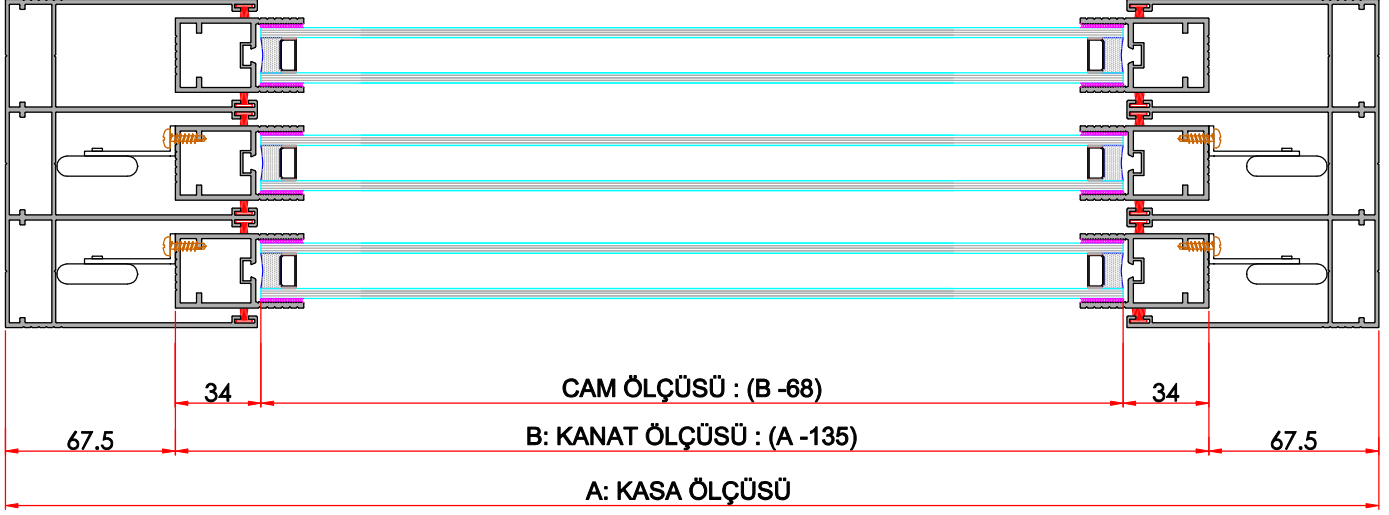 34
CAM ÖLÇÜSÜ : (B -68)
34
67.5
B: KANAT ÖLÇÜSÜ : (A -135)
67.5
A: KASA ÖLÇÜSÜ